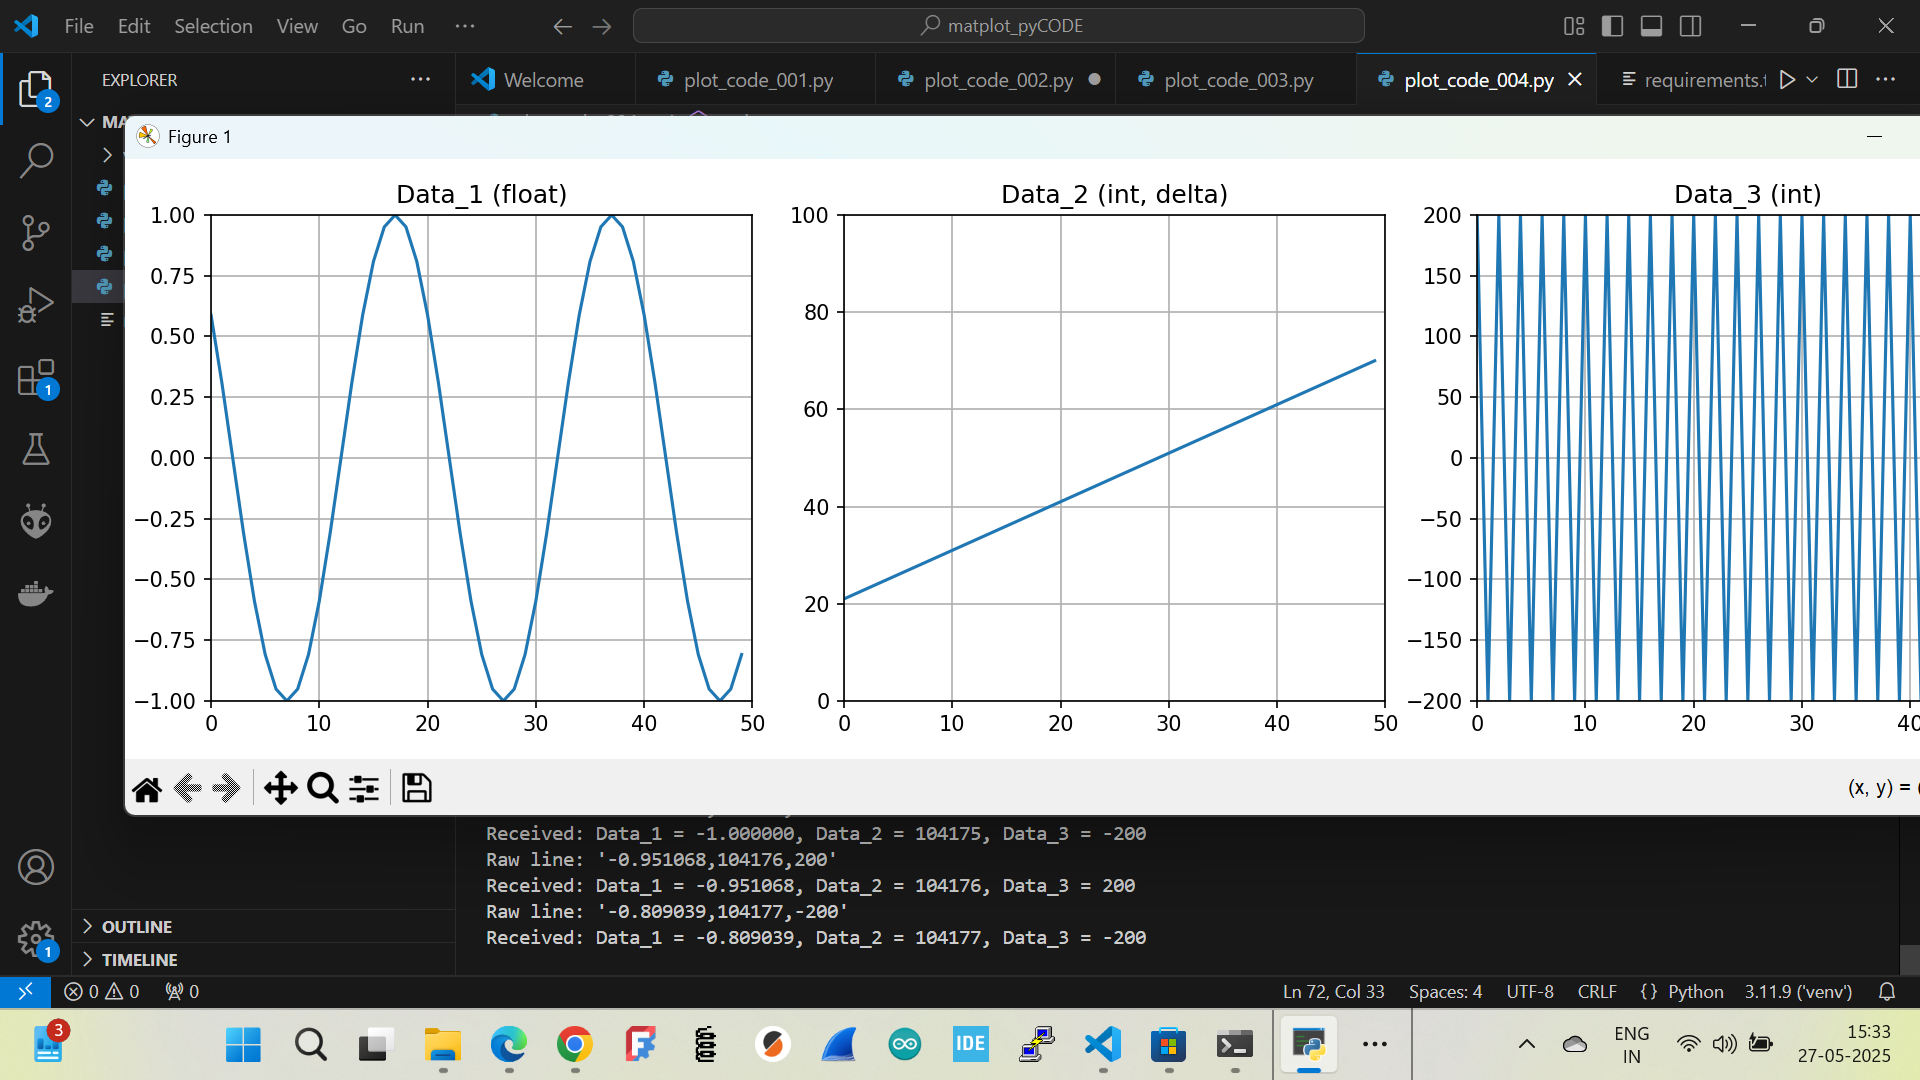 File Edit Selection View Go Run ···
matplot_pyCODE
EXPLORER ···
Welcome
plot_code_001.py
plot_code_002.py
plot_code_003.py
plot_code_004.py
requirements.
2
MA
Figure 1
Data_1 (float)
1.00
0.75
0.50
0.25
0.00
−0.25
−0.50
−0.75
−1.00
0 10 20 30 40 50
Data_2 (int, delta)
100
80
60
40
20
0
0 10 20 30 40 50
Data_3 (int)
200
150
100
50
0
−50
−100
−150
−200
0 10 20 30 40
(x, y) = (
1
Received: Data_1 = -1.000000, Data_2 = 104175, Data_3 = -200
Raw line: '-0.951068,104176,200'
Received: Data_1 = -0.951068, Data_2 = 104176, Data_3 = 200
Raw line: '-0.809039,104177,-200'
Received: Data_1 = -0.809039, Data_2 = 104177, Data_3 = -200
OUTLINE
TIMELINE
1
0 0 0
Ln 72, Col 33 Spaces: 4 UTF-8 CRLF {} Python 3.11.9 ('venv')
3
IDE
ENG
IN
15:33
27-05-2025